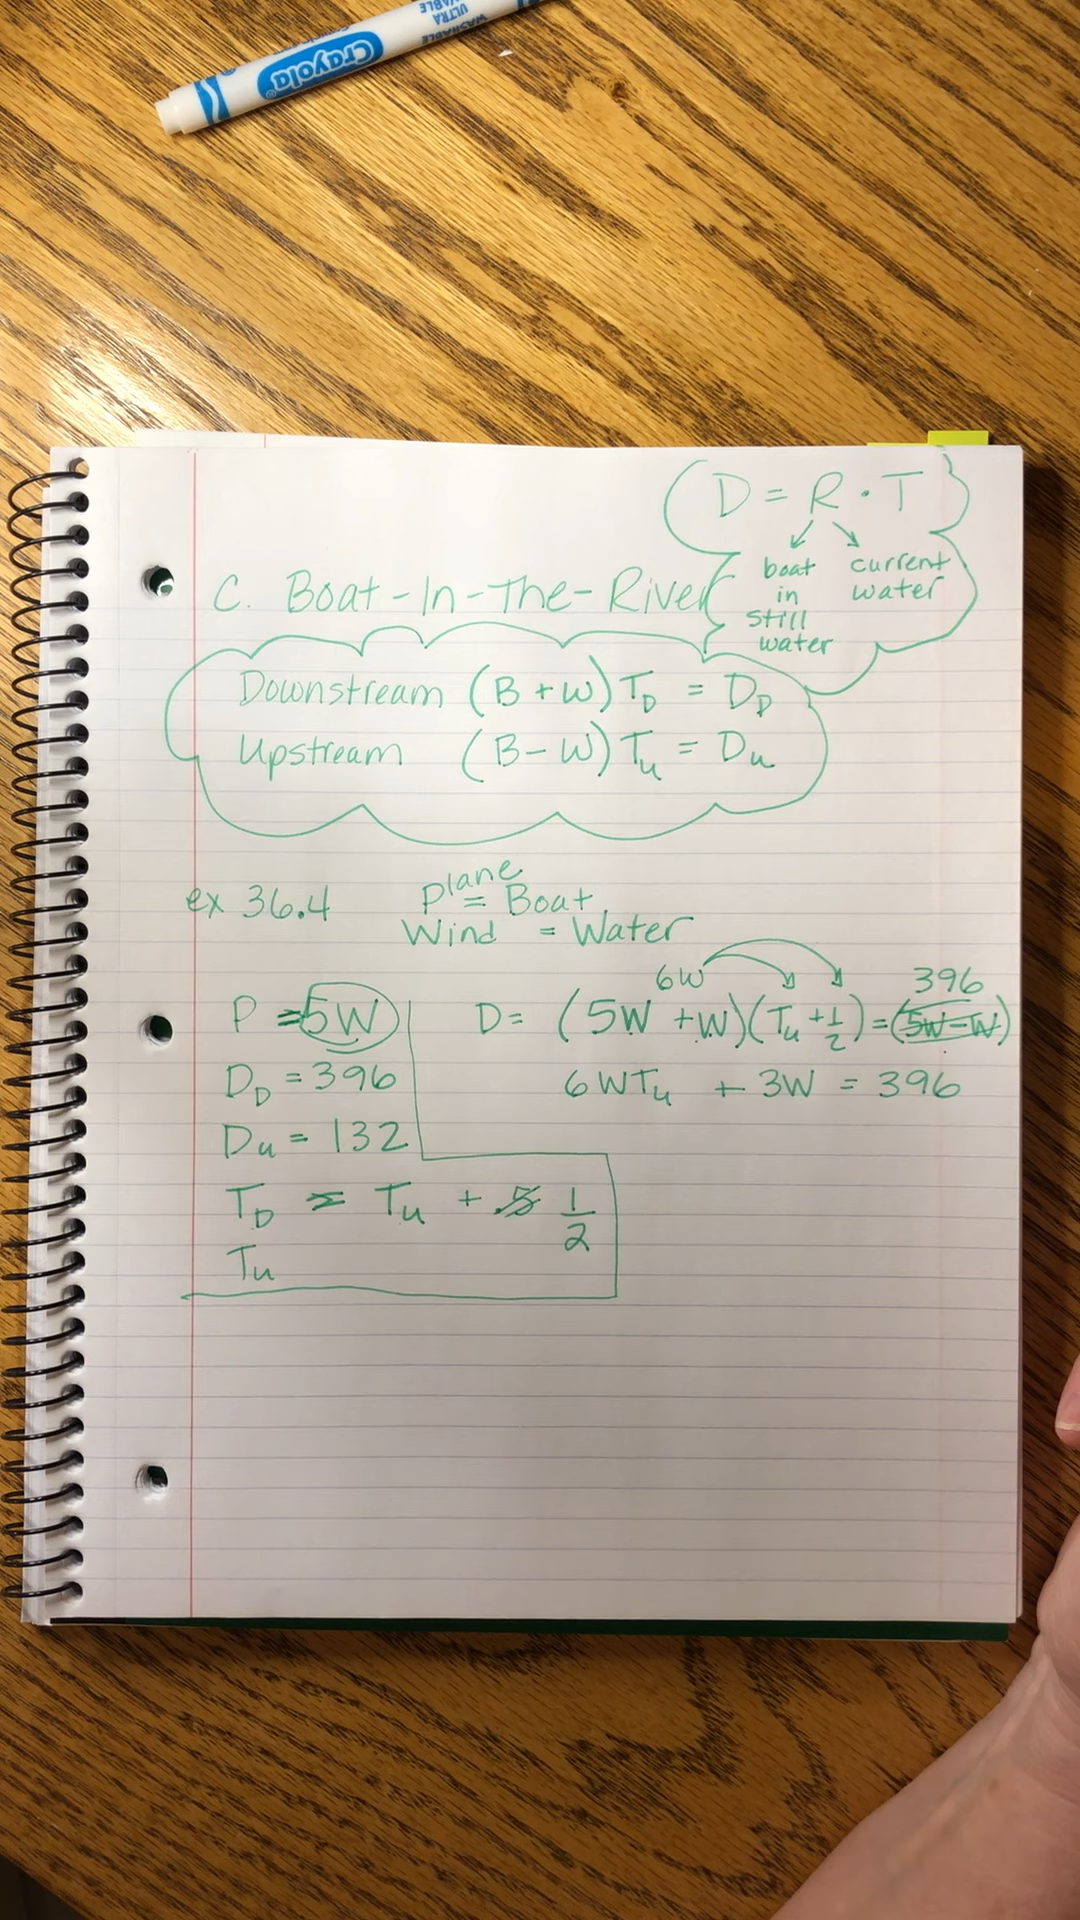 Crayola
ULTRA
WASHABLE
D = R · T
boat in still water
current water
C. Boat-In-The-River
Downstream (B + W) T_D = D_D
Upstream (B - W) T_u = D_u
ex 36.4
Plane = Boat
Wind = Water
6W
396
P = 5W
D = (5W + W)(T_u + 1/2) = (5W - W)
D_D = 396
6WT_u + 3W = 396
D_u = 132
T_D = T_u + 1/2
T_u